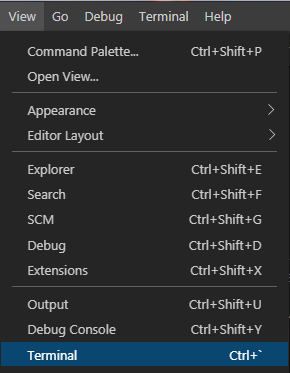 View Go Debug Terminal Help
Command Palette... Ctrl+Shift+P
Open View...
Appearance
Editor Layout
Explorer Ctrl+Shift+E
Search Ctrl+Shift+F
SCM Ctrl+Shift+G
Debug Ctrl+Shift+D
Extensions Ctrl+Shift+X
Output Ctrl+Shift+U
Debug Console Ctrl+Shift+Y
Terminal Ctrl+`